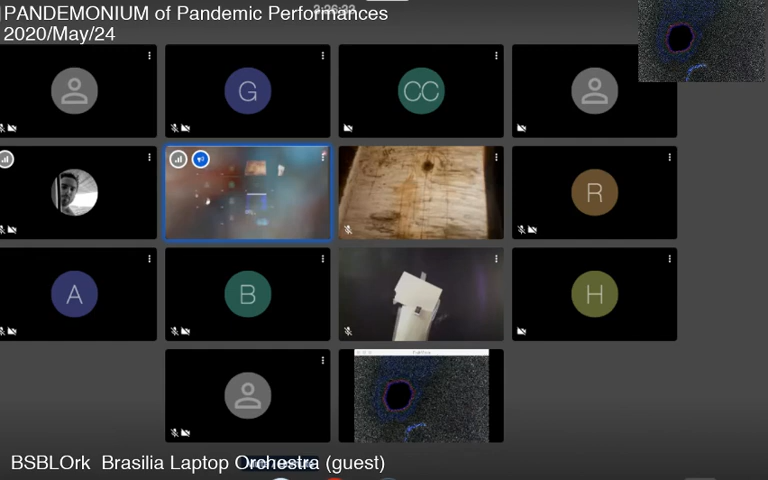 PANDEMONIUM of Pandemic Performances
2020/May/24
G
CC
R
A
B
H
BSBLOrk Brasilia Laptop Orchestra (guest)